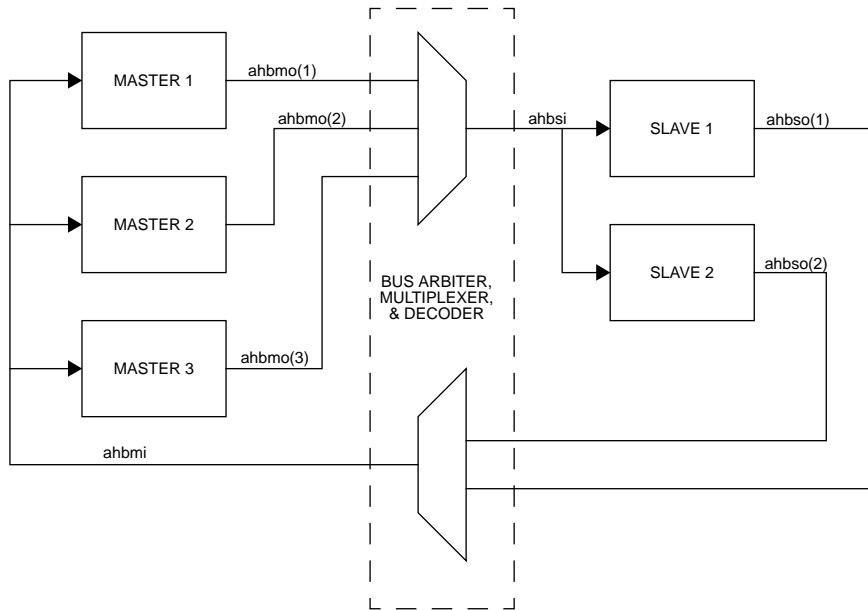 MASTER 1
ahbmo(1)
ahbmo(2)
MASTER 2
MASTER 3
ahbmo(3)
ahbmi
BUS ARBITER,
MULTIPLEXER,
& DECODER
ahbsi
SLAVE 1
ahbso(1)
SLAVE 2
ahbso(2)